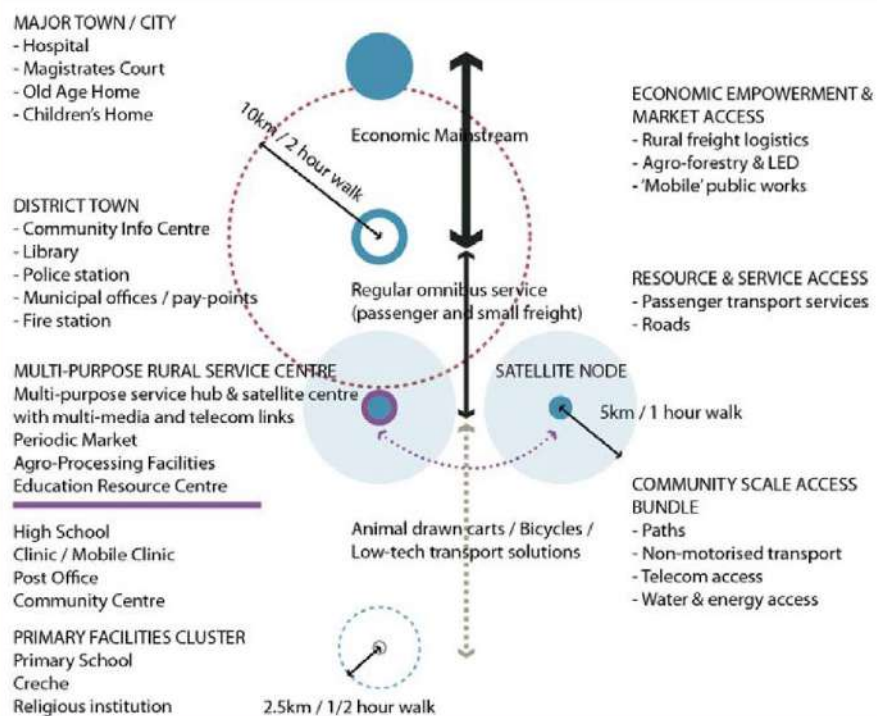 MAJOR TOWN / CITY
- Hospital
- Magistrates Court
- Old Age Home
- Children's Home
10km / 2 hour walk
Economic Mainstream
ECONOMIC EMPOWERMENT &
MARKET ACCESS
- Rural freight logistics
- Agro-forestry & LED
- 'Mobile' public works
DISTRICT TOWN
- Community Info Centre
- Library
- Police station
- Municipal offices / pay-points
- Fire station
Regular omnibus service
(passenger and small freight)
RESOURCE & SERVICE ACCESS
- Passenger transport services
- Roads
MULTI-PURPOSE RURAL SERVICE CENTRE
Multi-purpose service hub & satellite centre
with multi-media and telecom links
Periodic Market
Agro-Processing Facilities
Education Resource Centre
SATELLITE NODE
5km / 1 hour walk
High School
Clinic / Mobile Clinic
Post Office
Community Centre
Animal drawn carts / Bicycles /
Low-tech transport solutions
COMMUNITY SCALE ACCESS
BUNDLE
- Paths
- Non-motorised transport
- Telecom access
- Water & energy access
PRIMARY FACILITIES CLUSTER
Primary School
Creche
Religious institution
2.5km / 1/2 hour walk